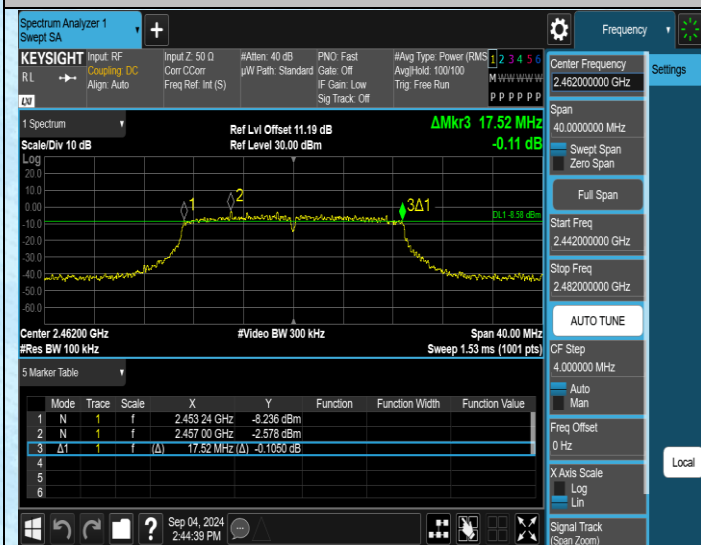 Spectrum Analyzer 1
Swept SA
Frequency
KEYSIGHT
RL
LXI
Input: RF
Coupling: DC
Align: Auto
Input Z: 50 Ω
Corr CCorr
Freq Ref: Int (S)
#Atten: 40 dB
µW Path: Standard
PNO: Fast
Gate: Off
IF Gain: Low
Sig Track: Off
#Avg Type: Power (RMS
Avg|Hold: 100/100
Trig: Free Run
1 2 3 4 5 6
M W W W W W
P P P P P P
1 Spectrum
Scale/Div 10 dB
Ref Lvl Offset 11.19 dB
Ref Level 30.00 dBm
ΔMkr3 17.52 MHz
-0.11 dB
Log
20.0
10.0
0.00
-10.0
-20.0
-30.0
-40.0
-50.0
-60.0
1
2
3Δ1
DL1 -8.58 dBm
Center 2.46200 GHz
#Res BW 100 kHz
#Video BW 300 kHz
Span 40.00 MHz
Sweep 1.53 ms (1001 pts)
5 Marker Table
Mode Trace Scale X Y Function Function Width Function Value
1 N 1 f 2.453 24 GHz -8.236 dBm
2 N 1 f 2.457 00 GHz -2.578 dBm
3 Δ1 1 f (Δ) 17.52 MHz (Δ) -0.1050 dB
4
5
6
Center Frequency
2.462000000 GHz
Span
40.0000000 MHz
Swept Span
Zero Span
Full Span
Start Freq
2.442000000 GHz
Stop Freq
2.482000000 GHz
AUTO TUNE
CF Step
4.000000 MHz
Auto
Man
Freq Offset
0 Hz
X Axis Scale
Log
Lin
Signal Track
(Span Zoom)
Settings
Local
?
Sep 04, 2024
2:44:39 PM